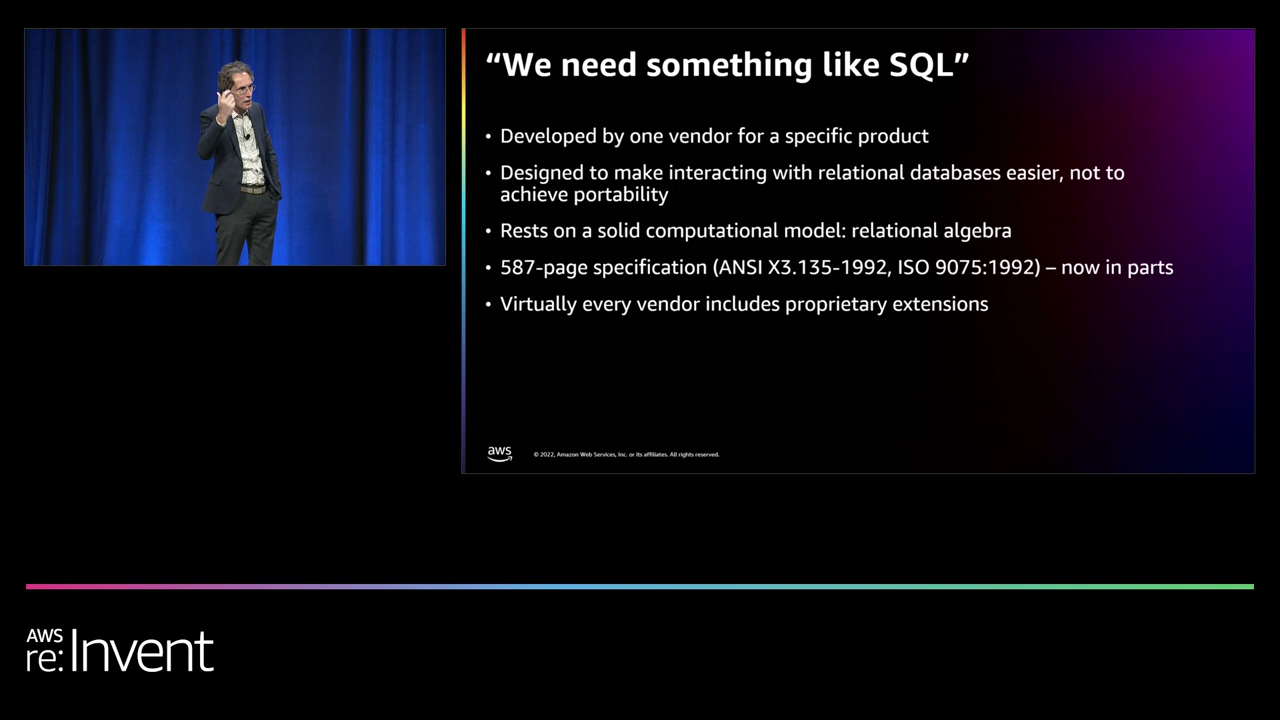 “We need something like SQL”
• Developed by one vendor for a specific product
• Designed to make interacting with relational databases easier, not to
achieve portability
• Rests on a solid computational model: relational algebra
• 587-page specification (ANSI X3.135-1992, ISO 9075:1992) – now in parts
• Virtually every vendor includes proprietary extensions
aws
© 2022, Amazon Web Services, Inc. or its affiliates. All rights reserved.
AWS
re:Invent